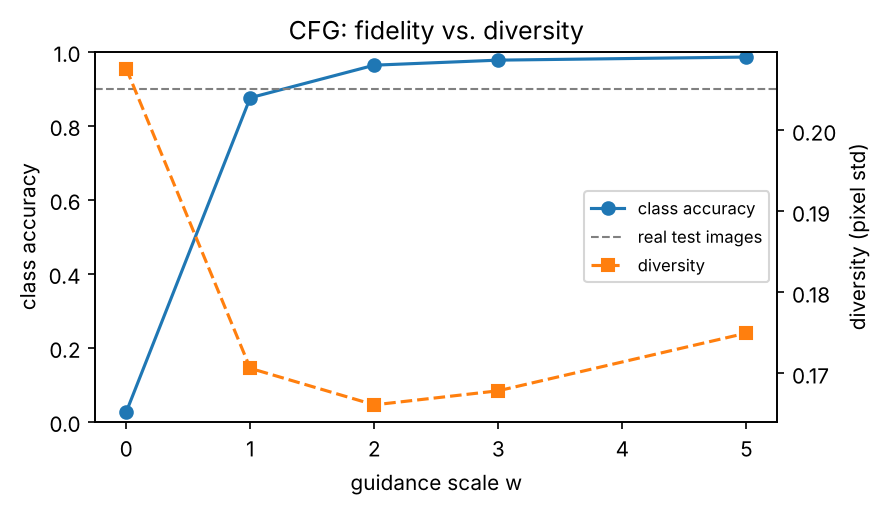 CFG: fidelity vs. diversity
1.0
0.8
0.6
0.4
0.2
0.0
class accuracy
0.20
0.19
0.18
0.17
diversity (pixel std)
class accuracy
real test images
diversity
0 1 2 3 4 5
guidance scale w